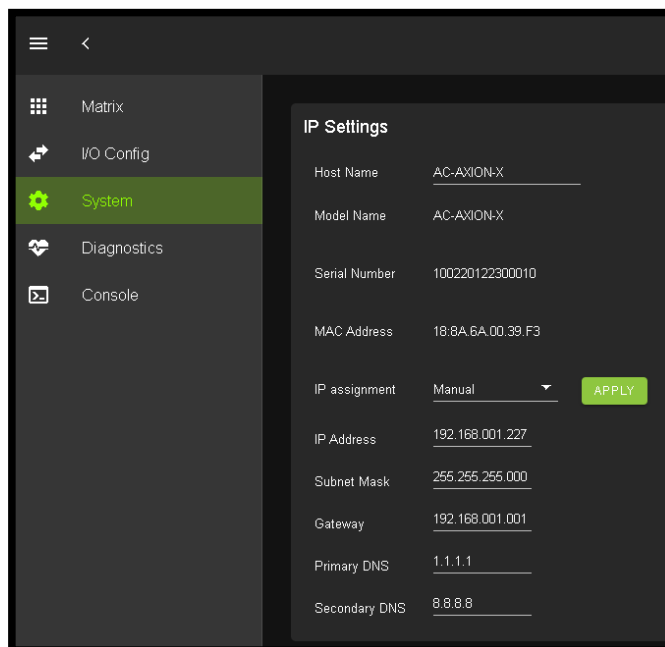 Matrix
I/O Config
System
Diagnostics
Console
IP Settings
Host Name AC-AXION-X
Model Name AC-AXION-X
Serial Number 100220122300010
MAC Address 18:8A.6A.00.39.F3
IP assignment Manual APPLY
IP Address 192.168.001.227
Subnet Mask 255.255.255.000
Gateway 192.168.001.001
Primary DNS 1.1.1.1
Secondary DNS 8.8.8.8